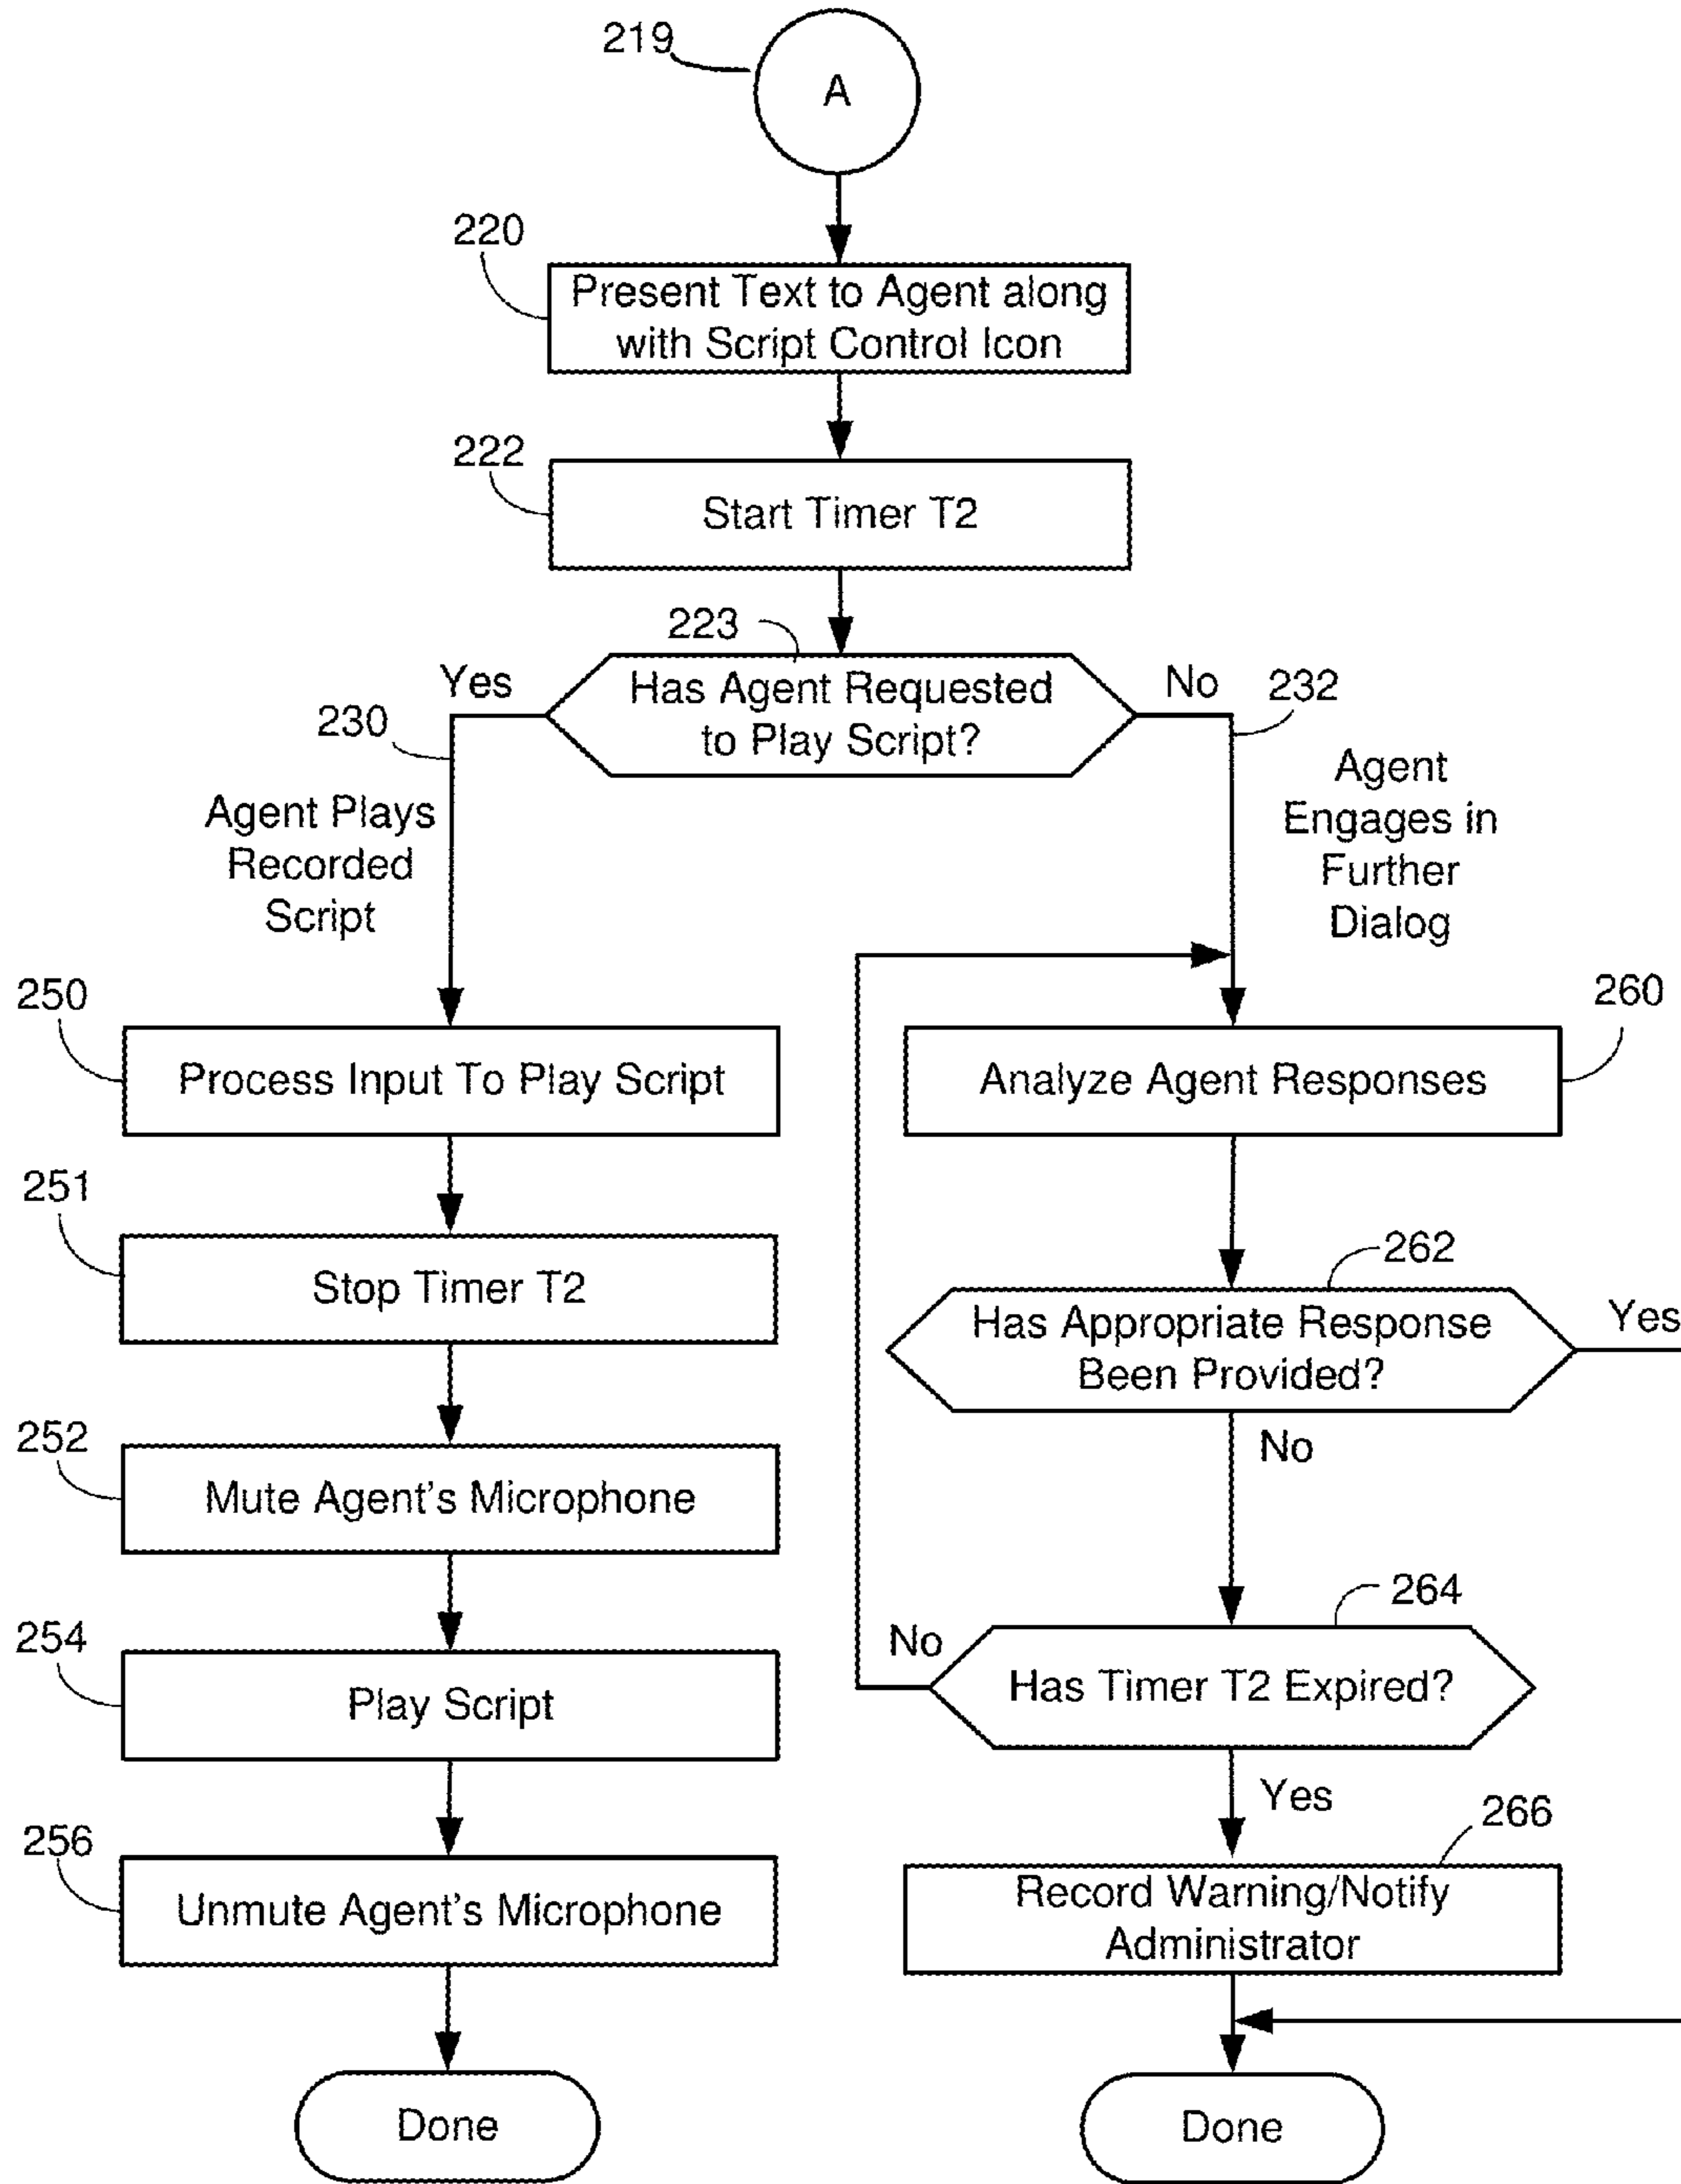 219
A
220
Present Text to Agent along
with Script Control Icon
222
Start Timer T2
223
Yes
Has Agent Requested
to Play Script?
No
232
230
Agent Plays
Recorded
Script
Agent
Engages in
Further
Dialog
250
Process Input To Play Script
260
Analyze Agent Responses
251
Stop Timer T2
262
Has Appropriate Response
Been Provided?
Yes
No
252
Mute Agent's Microphone
264
No
Has Timer T2 Expired?
Yes
254
Play Script
266
Record Warning/Notify
Administrator
256
Unmute Agent's Microphone
Done
Done